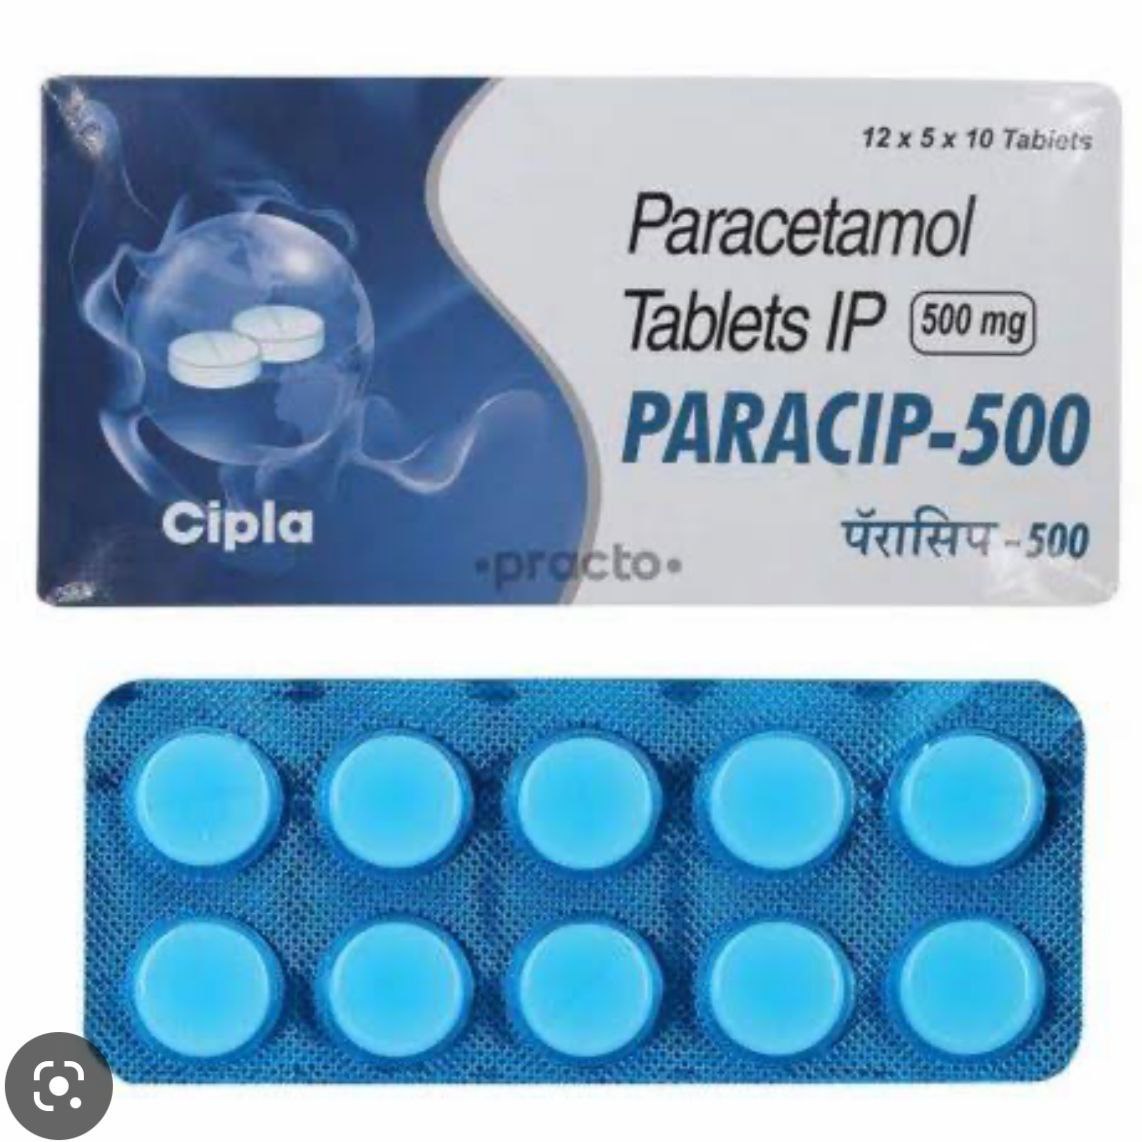 12 x 5 x 10 Tablets
Paracetamol
Tablets IP 500 mg
PARACIP-500
पॅरासिप -500
Cipla
•practo•